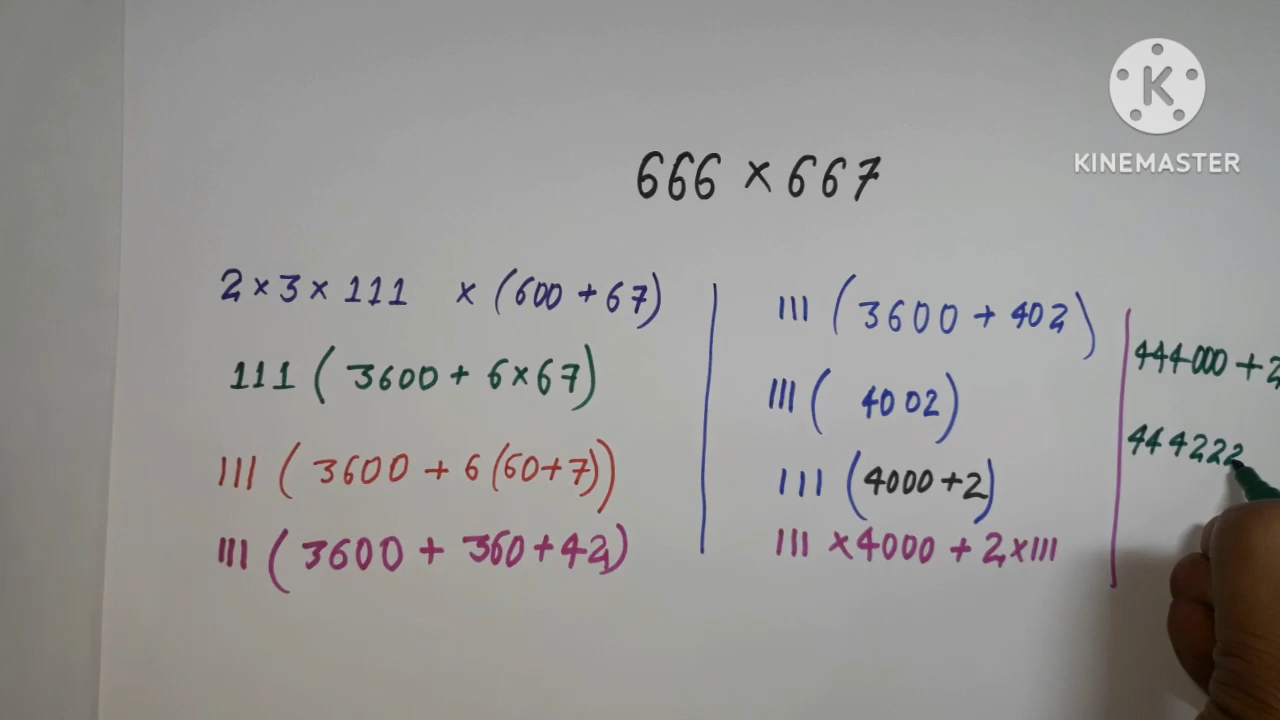 KINEMASTER
666 × 667
2 × 3 × 111 × (600 + 67)
111 ( 3600 + 6 × 67 )
111 ( 3600 + 6 (60+7))
111 ( 3600 + 360 + 42 )
111 ( 3600 + 402 )
111 ( 4002 )
111 ( 4000 + 2 )
111 × 4000 + 2 × 111
444000 + 2
444222